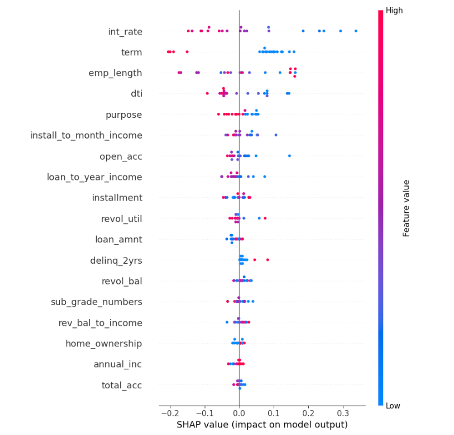 High
int_rate
term
emp_length
dti
purpose
install_to_month_income
open_acc
loan_to_year_income
installment
revol_util
loan_amnt
delinq_2yrs
revol_bal
sub_grade_numbers
rev_bal_to_income
home_ownership
annual_inc
total_acc
Feature value
Low
−0.2 −0.1 0.0 0.1 0.2 0.3
SHAP value (impact on model output)